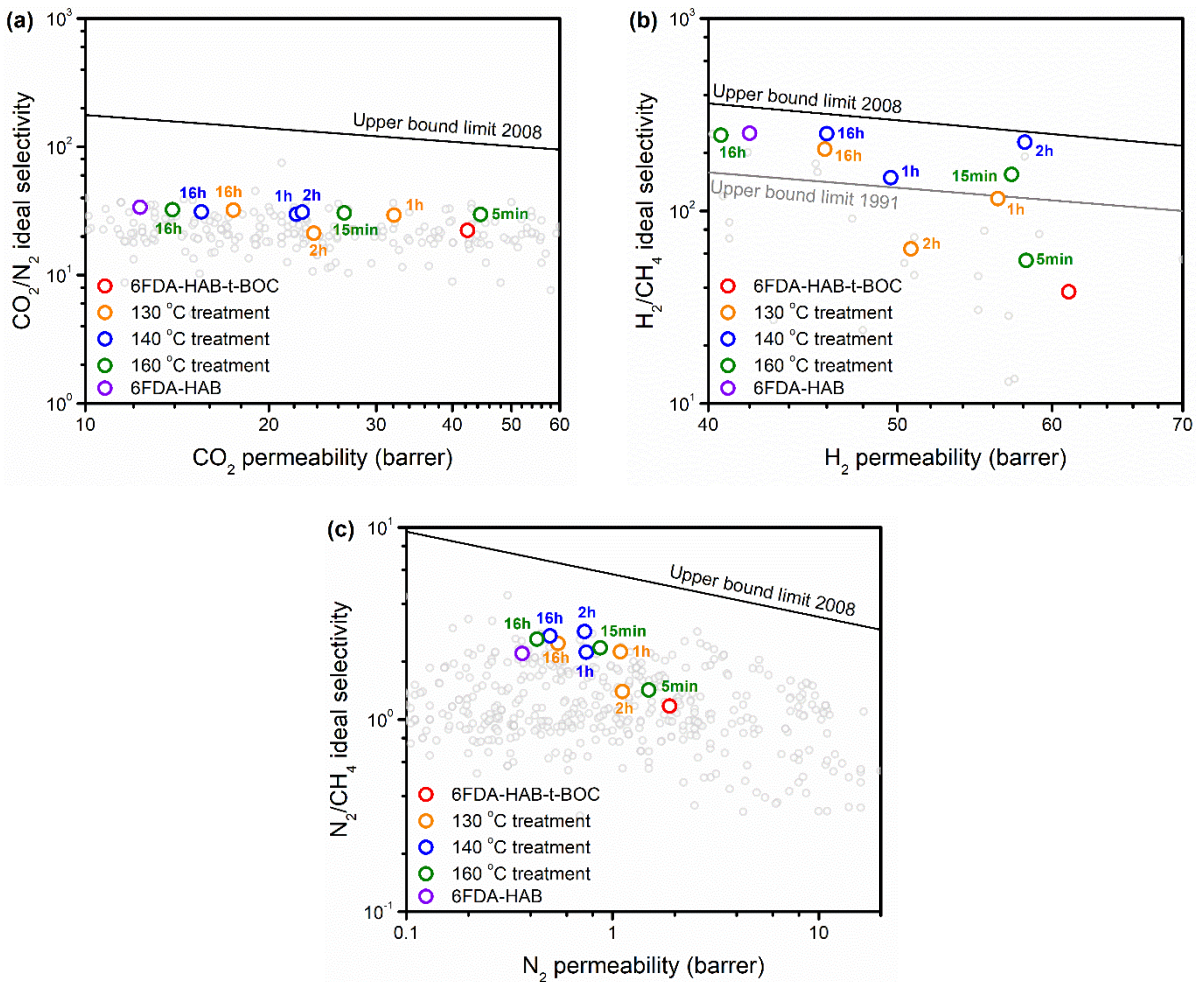 (a)
10³
10²
10¹
10⁰
CO₂/N₂ ideal selectivity
Upper bound limit 2008
16h
16h
16h
1h
2h
2h
15min
1h
5min
6FDA-HAB-t-BOC
130 °C treatment
140 °C treatment
160 °C treatment
6FDA-HAB
10 20 30 40 50 60
CO₂ permeability (barrer)
(b)
10³
10²
10¹
H₂/CH₄ ideal selectivity
Upper bound limit 2008
Upper bound limit 1991
16h
16h
16h
1h
2h
15min
1h
2h
5min
6FDA-HAB-t-BOC
130 °C treatment
140 °C treatment
160 °C treatment
6FDA-HAB
40 50 60 70
H₂ permeability (barrer)
(c)
10¹
10⁰
10⁻¹
N₂/CH₄ ideal selectivity
Upper bound limit 2008
16h
16h
2h
15min
16h
1h
1h
2h
5min
6FDA-HAB-t-BOC
130 °C treatment
140 °C treatment
160 °C treatment
6FDA-HAB
0.1 1 10
N₂ permeability (barrer)